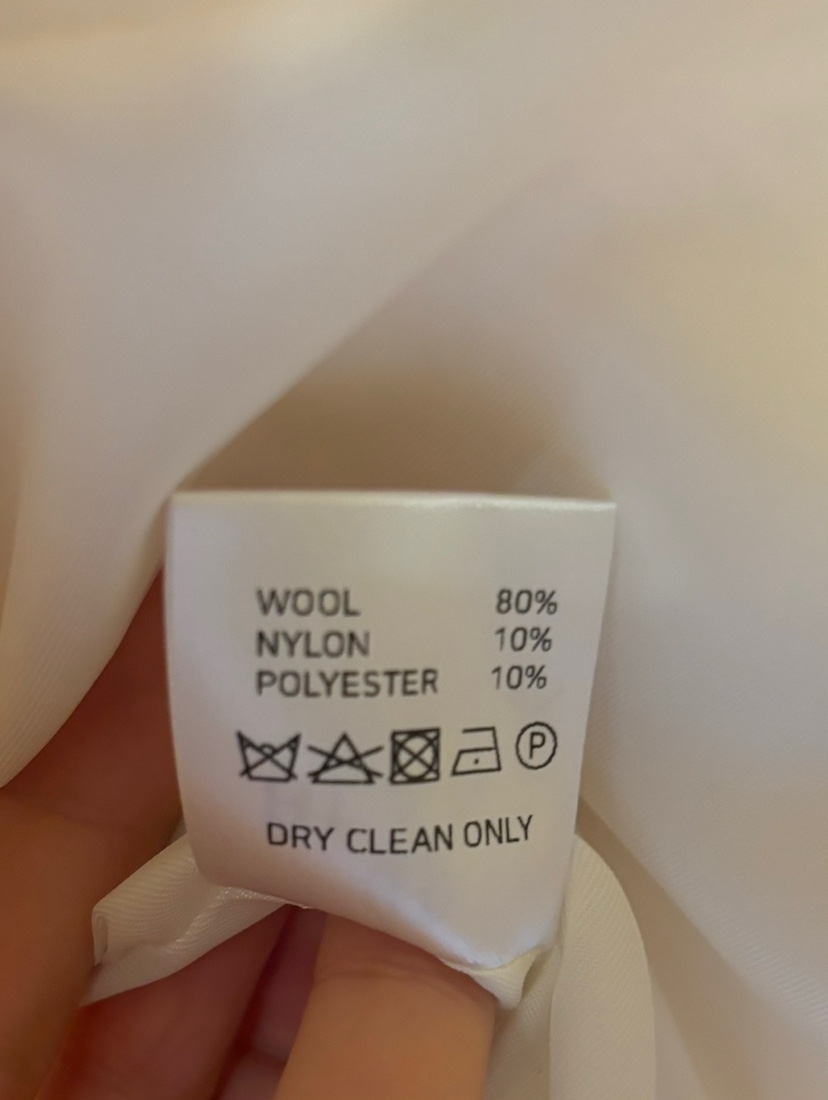 WOOL 80%
NYLON 10%
POLYESTER 10%
P
DRY CLEAN ONLY